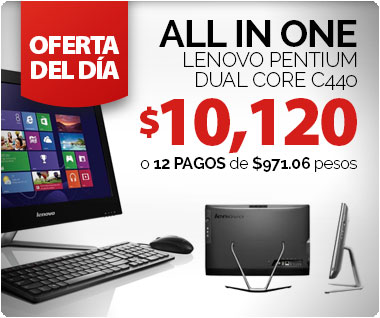 OFERTA
DEL DÍA
ALL IN ONE
LENOVO PENTIUM
DUAL CORE C440
$10,120
o 12 PAGOS de $971.06 pesos
lenovo
lenovo